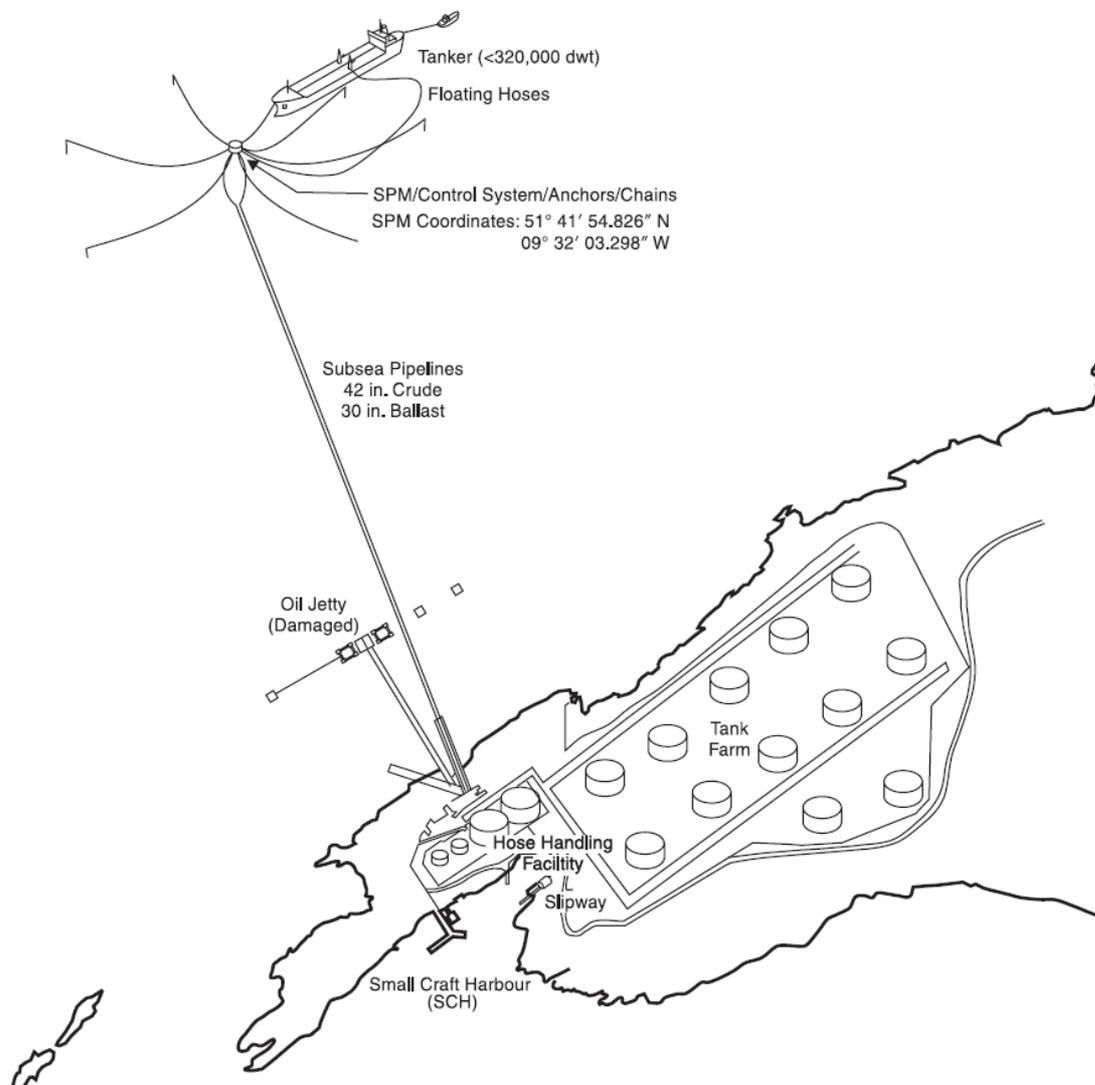 Tanker (<320,000 dwt)
Floating Hoses
SPM/Control System/Anchors/Chains
SPM Coordinates: 51° 41′ 54.826″ N
09° 32′ 03.298″ W
Subsea Pipelines
42 in. Crude
30 in. Ballast
Oil Jetty
(Damaged)
Tank
Farm
Hose Handling
Faciltity
Slipway
Small Craft Harbour
(SCH)